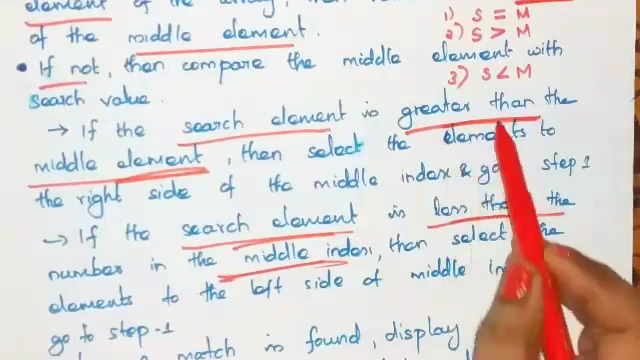 element of the array, then
of the middle element.
1) S = M
2) S > M
3) S < M
• If not, then compare the middle element with
search value.
→ If the search element is greater than the
middle element, then select the elements to
the right side of the middle index & go step 1
→ If the search element is less than the
number in the middle index, then select the
elements to the left side of middle in
go to step-1
match is found, display